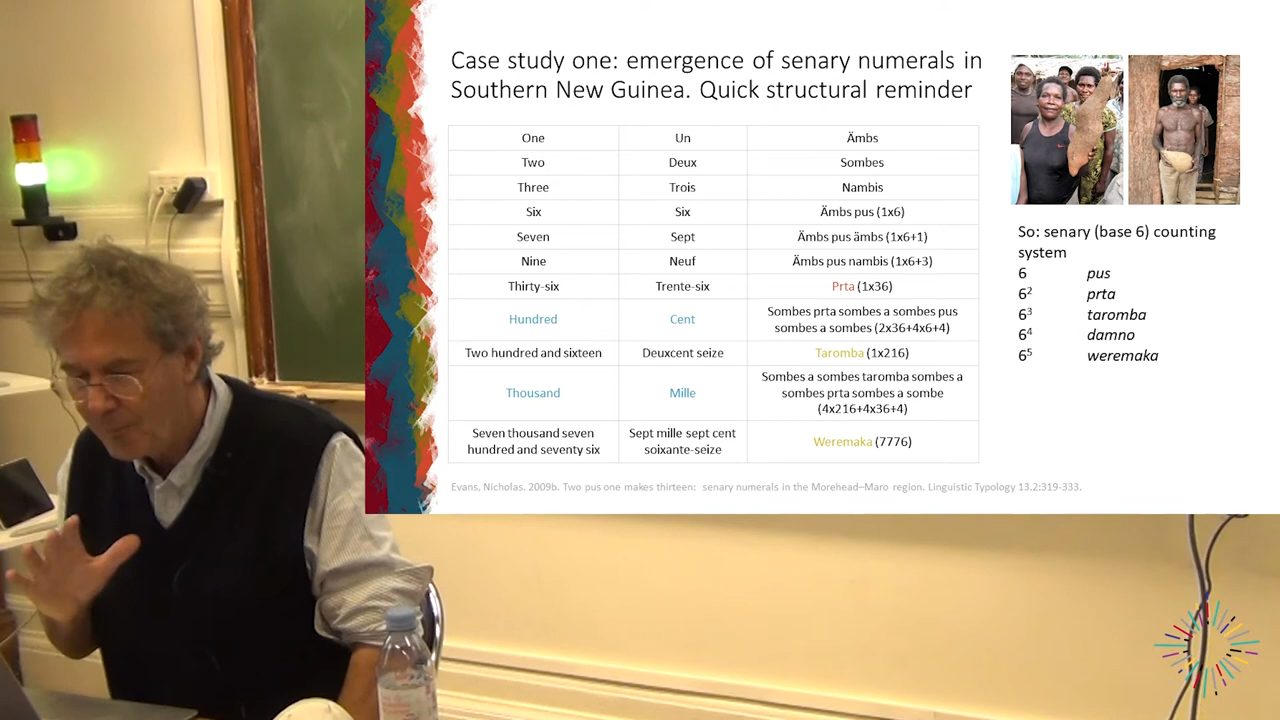 Case study one: emergence of senary numerals in
Southern New Guinea. Quick structural reminder
One Un Ämbs
Two Deux Sombes
Three Trois Nambis
Six Six Ämbs pus (1x6)
Seven Sept Ämbs pus ämbs (1x6+1)
Nine Neuf Ämbs pus nambis (1x6+3)
Thirty-six Trente-six Prta (1x36)
Hundred Cent Sombes prta sombes a sombes pus
sombes a sombes (2x36+4x6+4)
Two hundred and sixteen Deuxcent seize Taromba (1x216)
Thousand Mille Sombes a sombes taromba sombes a
sombes prta sombes a sombe
(4x216+4x36+4)
Seven thousand seven
hundred and seventy six
Sept mille sept cent
soixante-seize
Weremaka (7776)
So: senary (base 6) counting
system
6 pus
6² prta
6³ taromba
6⁴ damno
6⁵ weremaka
Evans, Nicholas. 2009b. Two pus one makes thirteen: senary numerals in the Morehead–Maro region. Linguistic Typology 13.2:319-333.